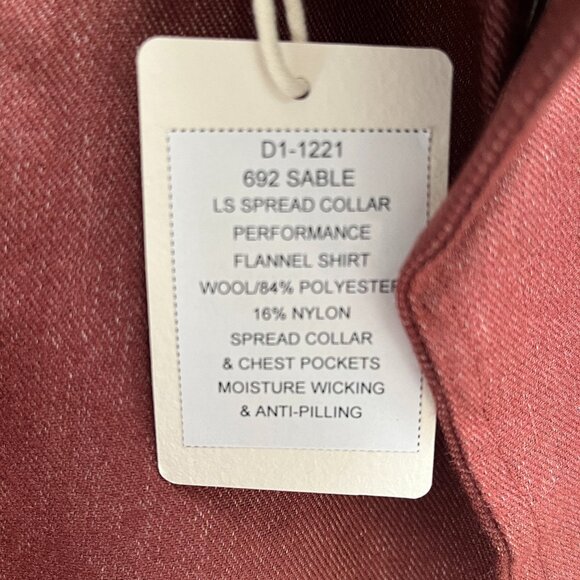 D1-1221
692 SABLE
LS SPREAD COLLAR
PERFORMANCE
FLANNEL SHIRT
WOOL/84% POLYESTER
16% NYLON
SPREAD COLLAR
& CHEST POCKETS
MOISTURE WICKING
& ANTI-PILLING